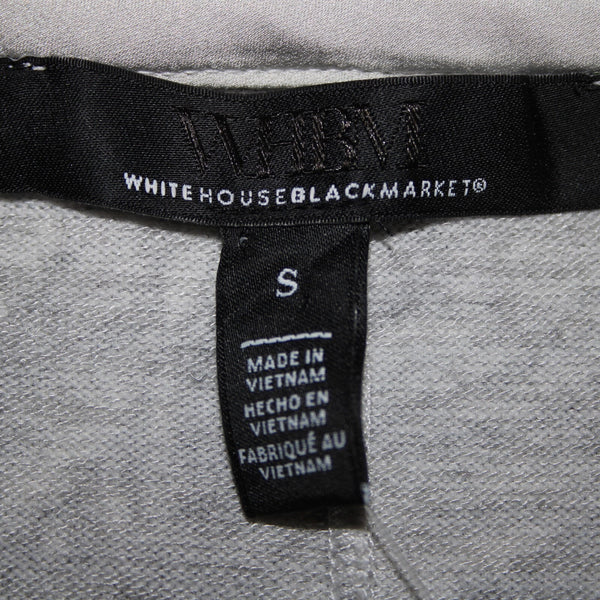 WHBM
WHITEHOUSEBLACKMARKET®
S
MADE IN
VIETNAM
HECHO EN
VIETNAM
FABRIQUÉ AU
VIETNAM